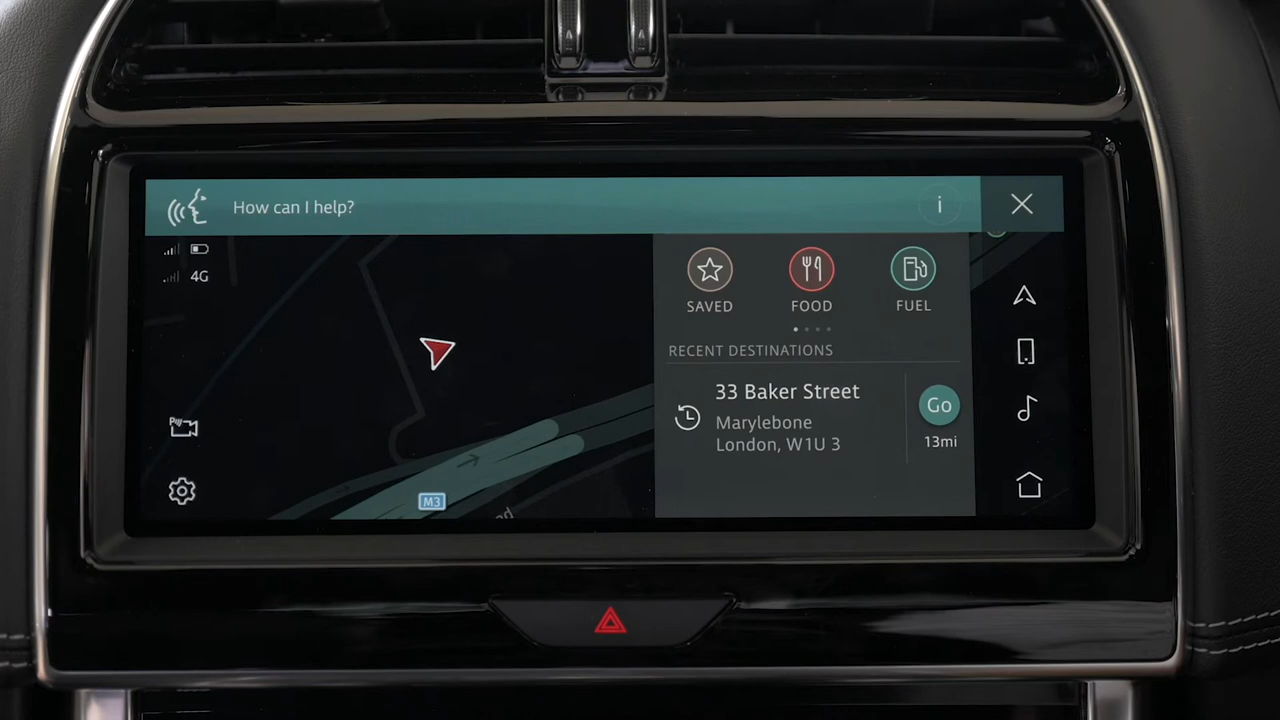 How can I help?
i
4G
SAVED
FOOD
FUEL
RECENT DESTINATIONS
33 Baker Street
Marylebone
London, W1U 3
Go
13mi
M3